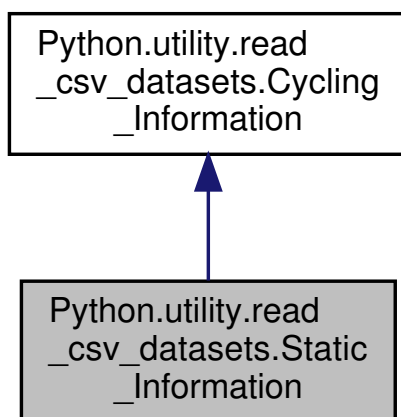 Python.utility.read
_csv_datasets.Cycling
_Information
Python.utility.read
_csv_datasets.Static
_Information